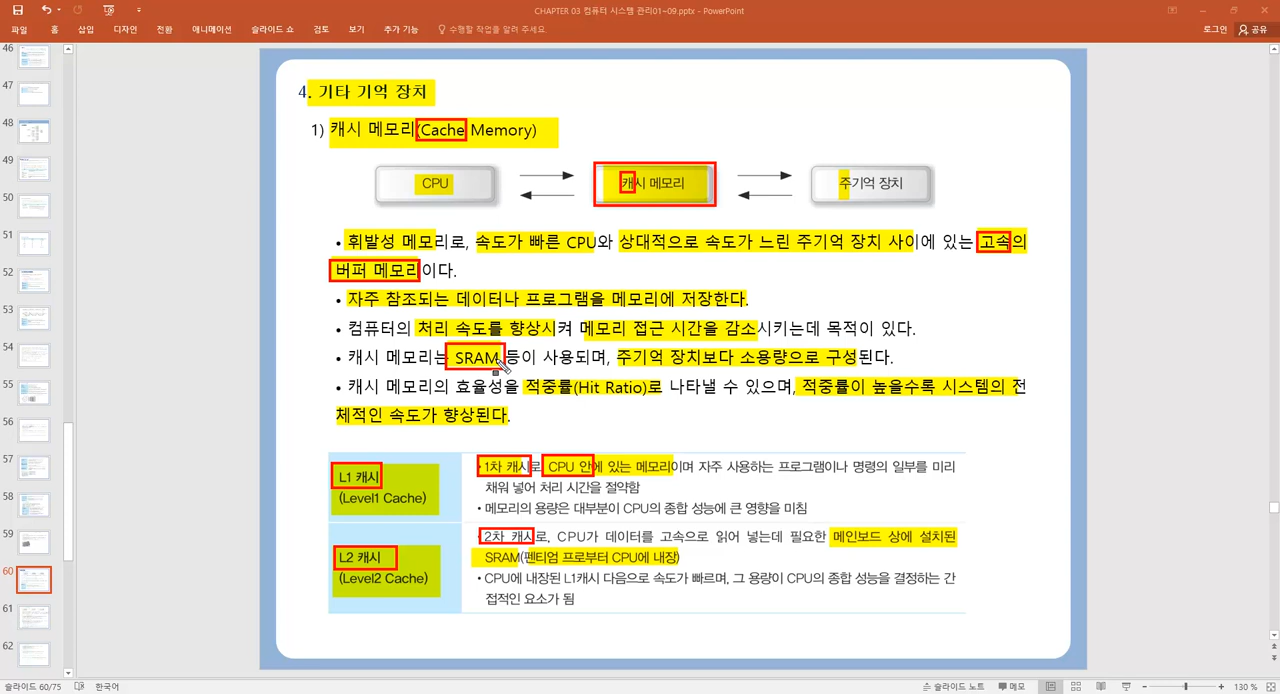 CHAPTER 03 컴퓨터 시스템 관리01~09.pptx - PowerPoint
파일 홈 삽입 디자인 전환 애니메이션 슬라이드 쇼 검토 보기 추가 기능 수행할 작업을 알려 주세요. 로그인 공유
46
47
48
49
50
51
52
53
54
55
56
57
58
59
60
61
62
4. 기타 기억 장치
1) 캐시 메모리(Cache Memory)
CPU 캐시 메모리 주기억 장치
• 휘발성 메모리로, 속도가 빠른 CPU와 상대적으로 속도가 느린 주기억 장치 사이에 있는 고속의
버퍼 메모리이다.
• 자주 참조되는 데이터나 프로그램을 메모리에 저장한다.
• 컴퓨터의 처리 속도를 향상시켜 메모리 접근 시간을 감소시키는데 목적이 있다.
• 캐시 메모리는 SRAM 등이 사용되며, 주기억 장치보다 소용량으로 구성된다.
• 캐시 메모리의 효율성을 적중률(Hit Ratio)로 나타낼 수 있으며, 적중률이 높을수록 시스템의 전
체적인 속도가 향상된다.
L1 캐시
(Level1 Cache)
• 1차 캐시로 CPU 안에 있는 메모리이며 자주 사용하는 프로그램이나 명령의 일부를 미리
채워 넣어 처리 시간을 절약함
• 메모리의 용량은 대부분이 CPU의 종합 성능에 큰 영향을 미침
L2 캐시
(Level2 Cache)
• 2차 캐시로, CPU가 데이터를 고속으로 읽어 넣는데 필요한 메인보드 상에 설치된
SRAM(펜티엄 프로부터 CPU에 내장)
• CPU에 내장된 L1캐시 다음으로 속도가 빠르며, 그 용량이 CPU의 종합 성능을 결정하는 간
접적인 요소가 됨
슬라이드 60/75 한국어 슬라이드 노트 메모 130 %